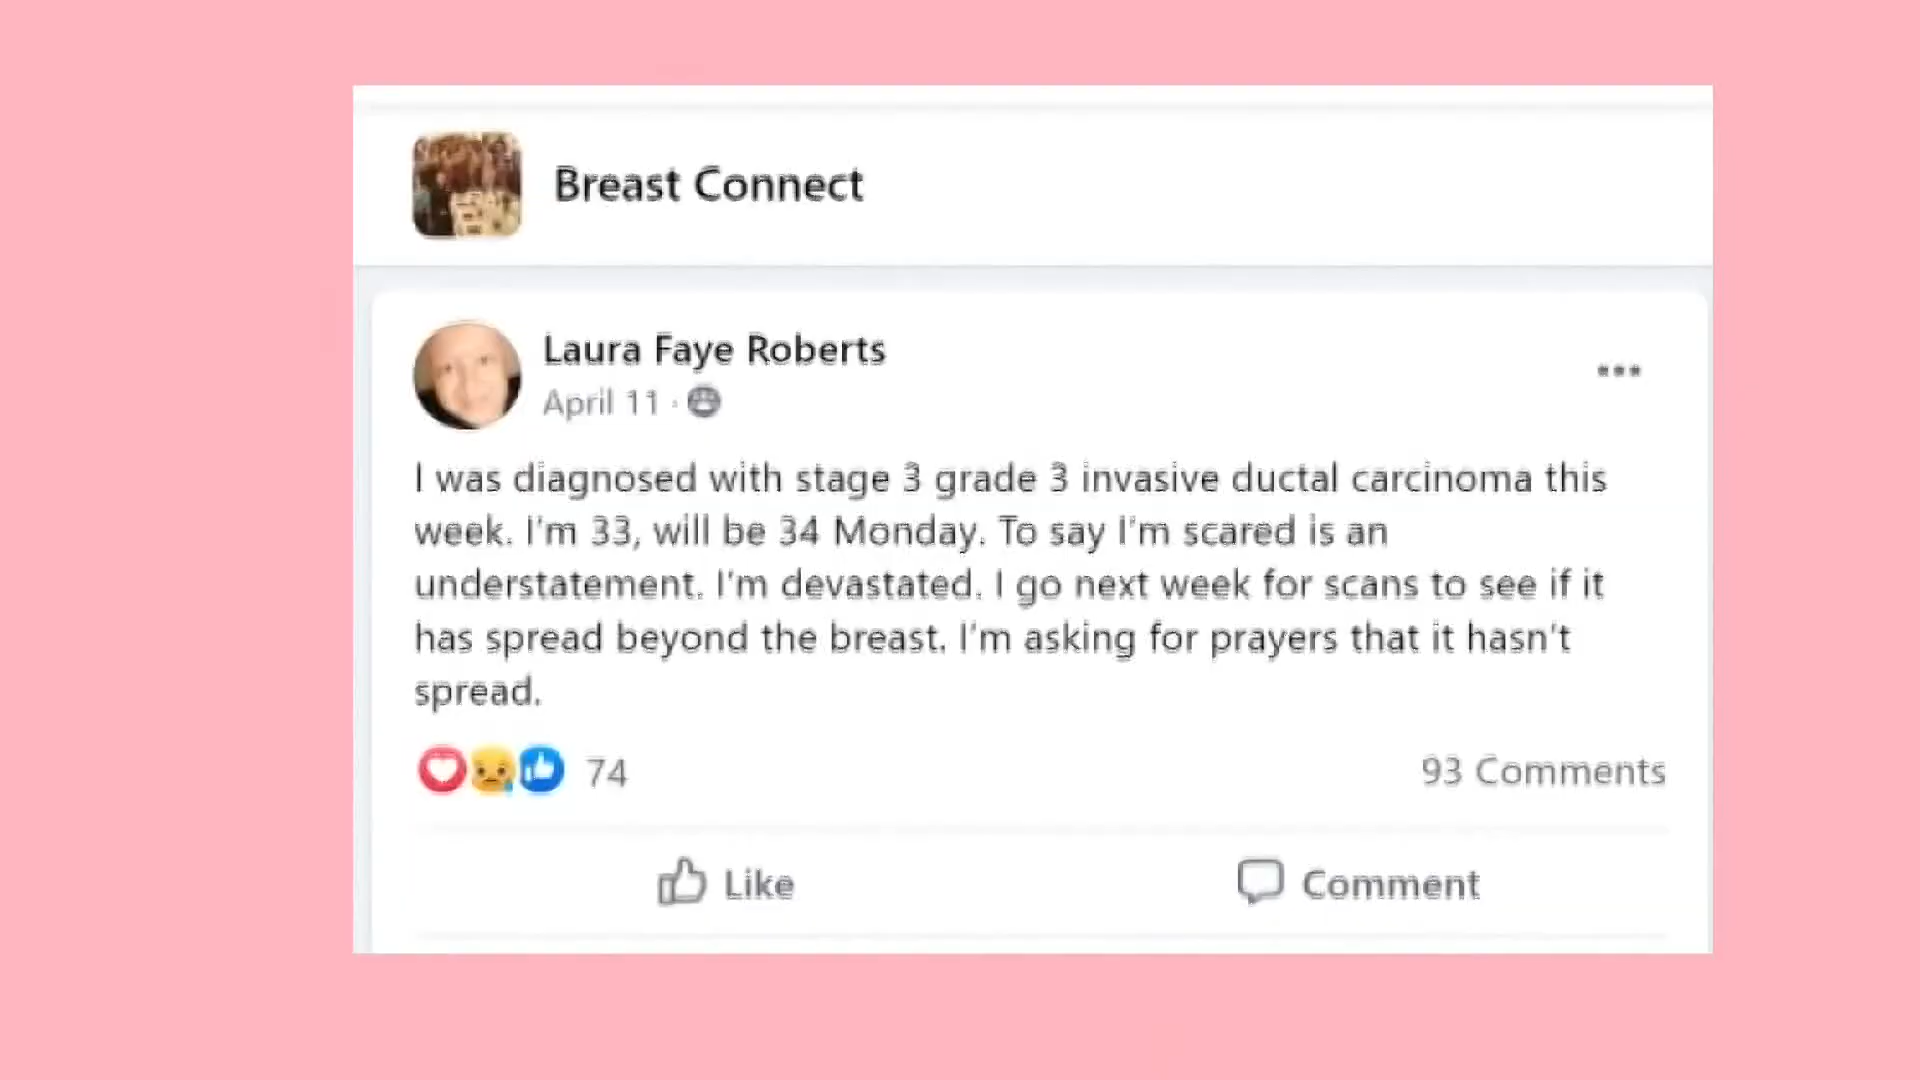 Breast Connect
Laura Faye Roberts
April 11 ·
I was diagnosed with stage 3 grade 3 invasive ductal carcinoma this
week. I'm 33, will be 34 Monday. To say I'm scared is an
understatement. I'm devastated. I go next week for scans to see if it
has spread beyond the breast. I'm asking for prayers that it hasn't
spread.
74
93 Comments
Like
Comment